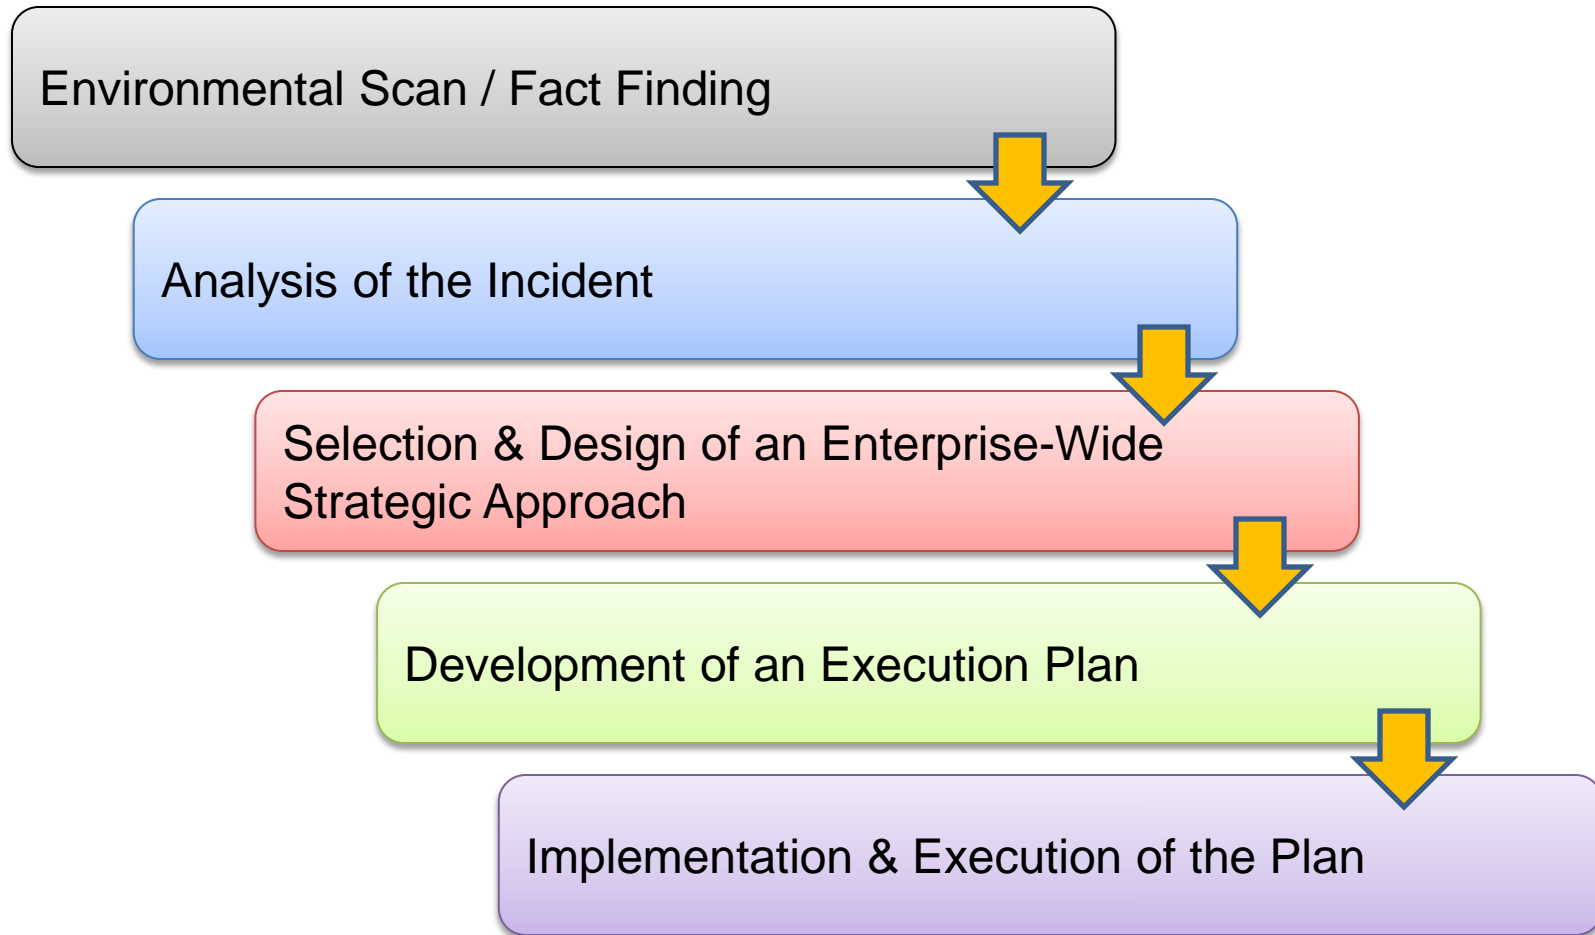 Environmental Scan / Fact Finding
Analysis of the Incident
Selection & Design of an Enterprise-Wide
Strategic Approach
Development of an Execution Plan
Implementation & Execution of the Plan